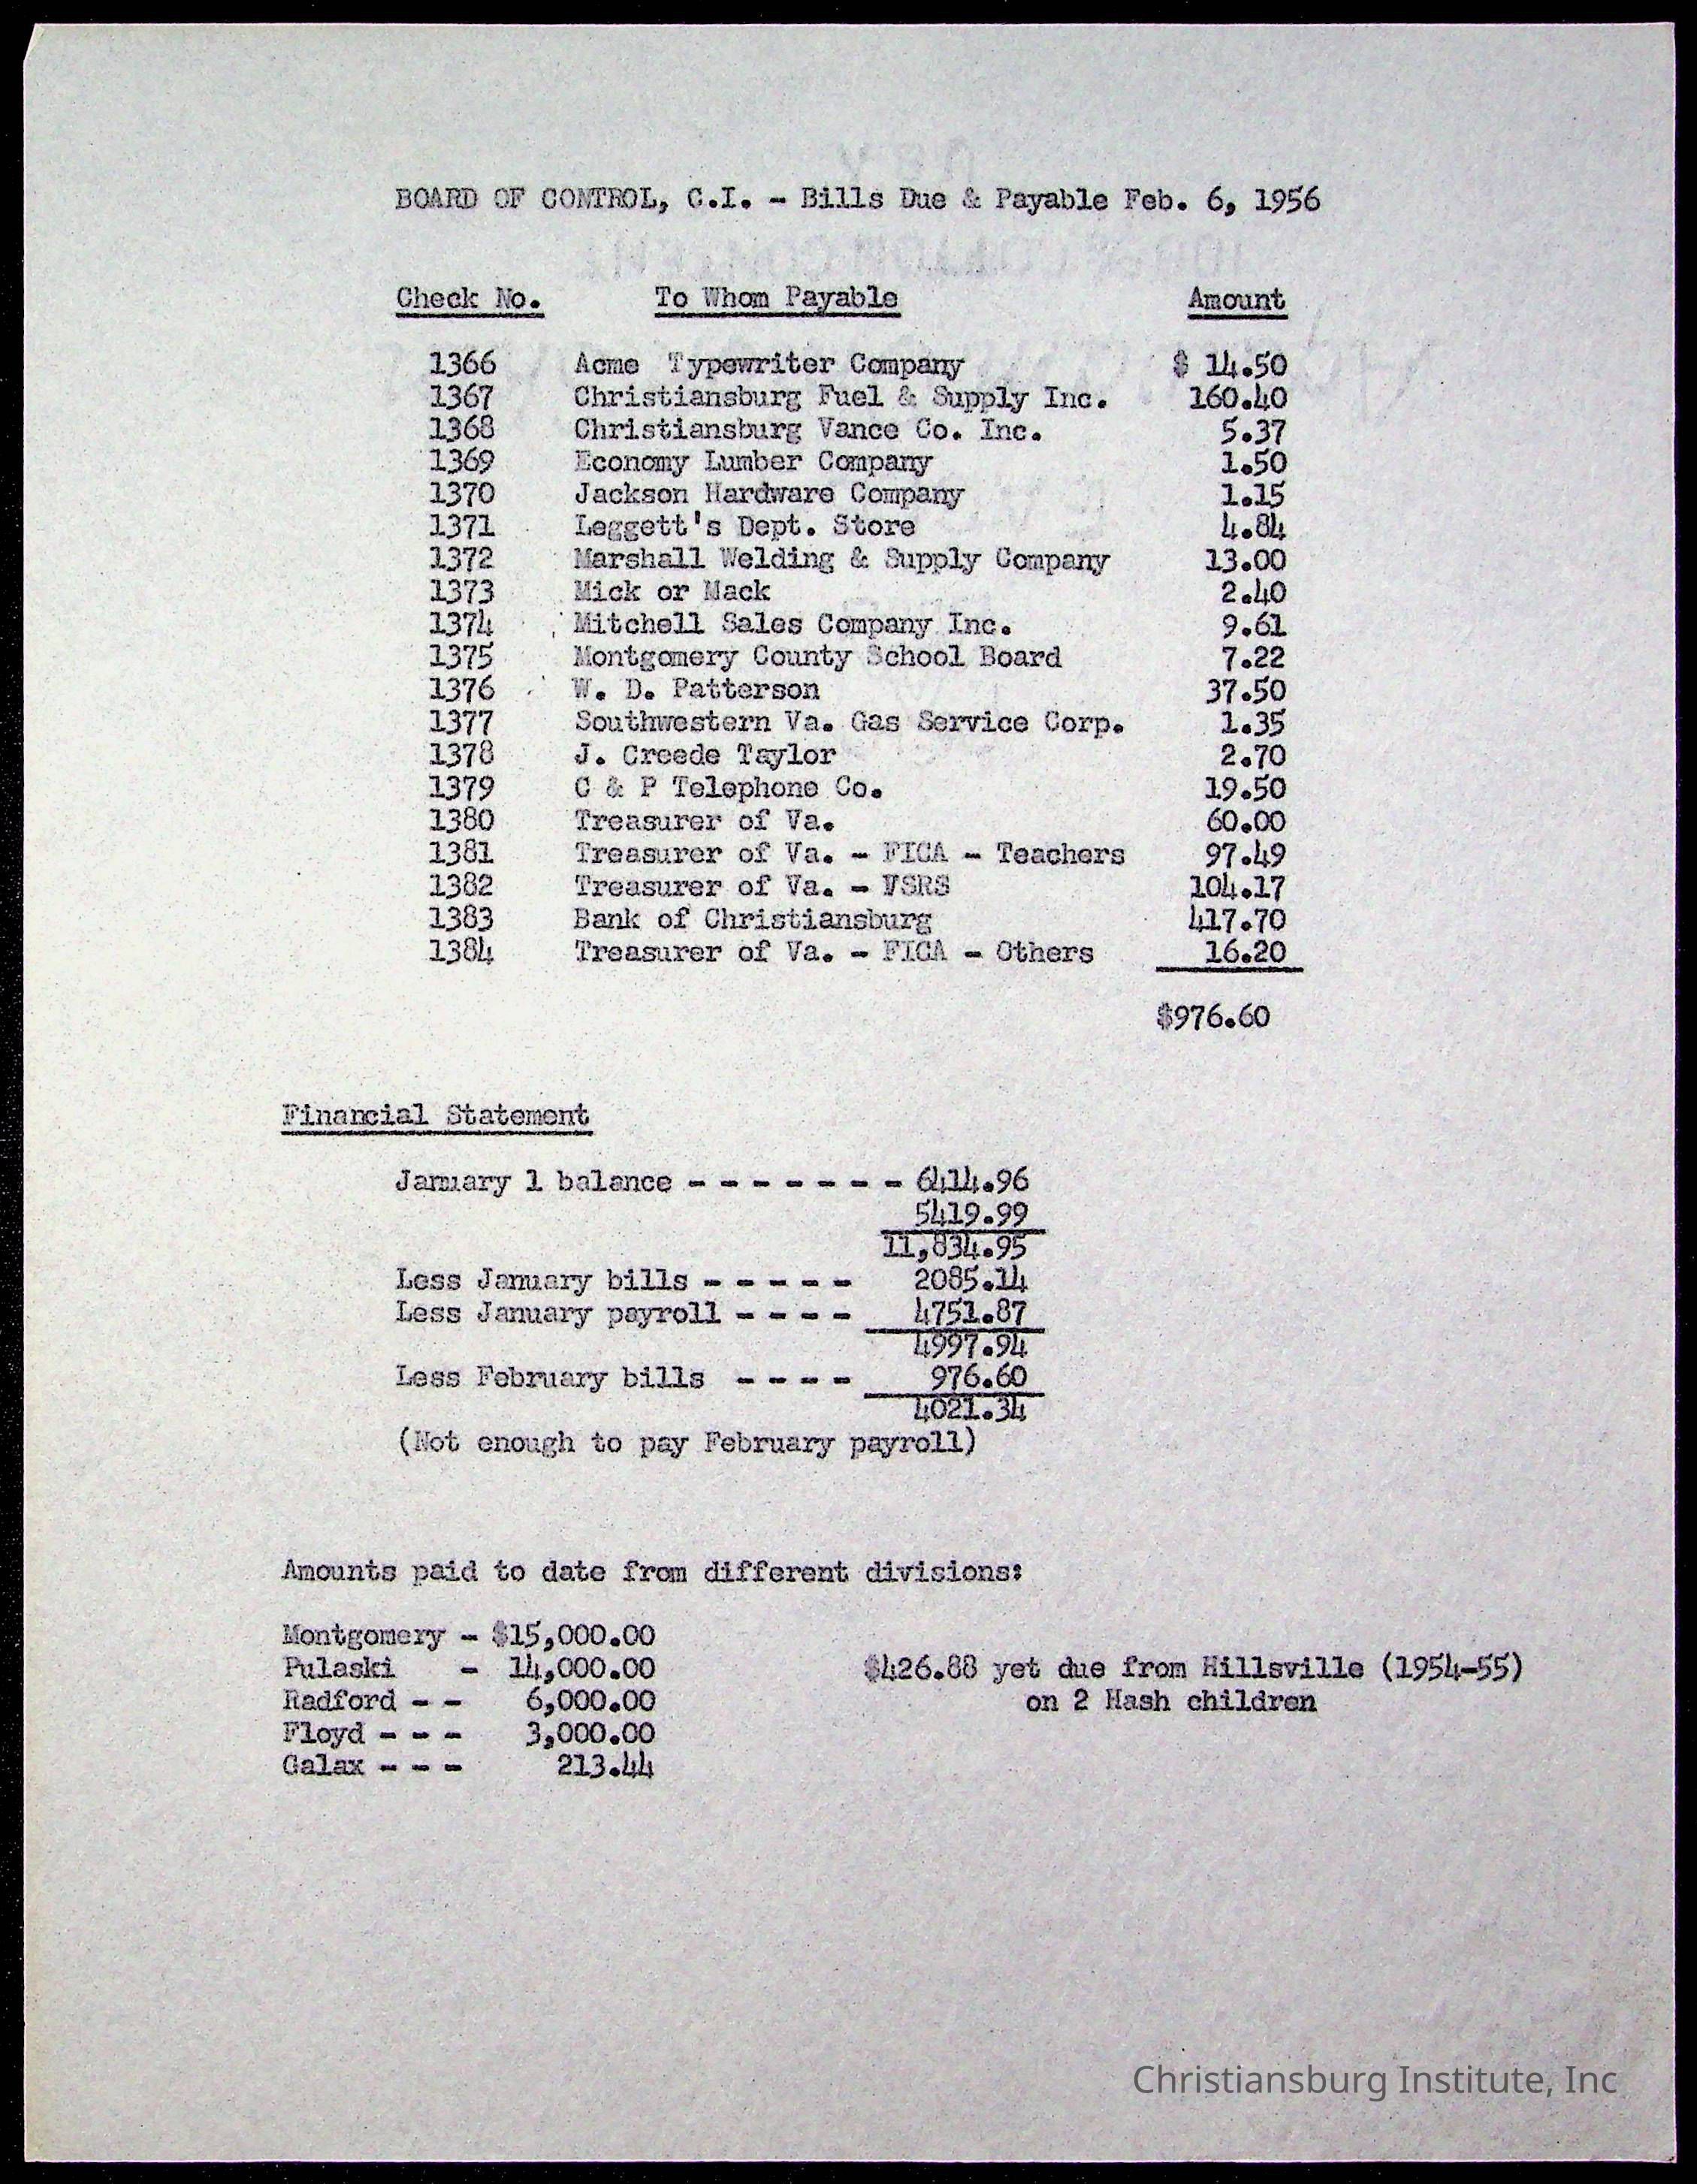 BOARD OF CONTROL, C.I. - Bills Due & Payable Feb. 6, 1956
Check No. To Whom Payable Amount
1366 Acme Typewriter Company $ 14.50
1367 Christiansburg Fuel & Supply Inc. 160.40
1368 Christiansburg Vance Co. Inc. 5.37
1369 Economy Lumber Company 1.50
1370 Jackson Hardware Company 1.15
1371 Leggett's Dept. Store 4.84
1372 Marshall Welding & Supply Company 13.00
1373 Mick or Mack 2.40
1374 Mitchell Sales Company Inc. 9.61
1375 Montgomery County School Board 7.22
1376 W. D. Patterson 37.50
1377 Southwestern Va. Gas Service Corp. 1.35
1378 J. Creede Taylor 2.70
1379 C & P Telephone Co. 19.50
1380 Treasurer of Va. 60.00
1381 Treasurer of Va. - FICA - Teachers 97.49
1382 Treasurer of Va. - VSRS 104.17
1383 Bank of Christiansburg 417.70
1384 Treasurer of Va. - FICA - Others 16.20
$976.60
Financial Statement
January 1 balance - - - - - - - 6414.96
5419.99
11,834.95
Less January bills - - - - - 2085.14
Less January payroll - - - - 4751.87
4997.94
Less February bills - - - - 976.60
4021.34
(Not enough to pay February payroll)
Amounts paid to date from different divisions:
Montgomery - $15,000.00
Pulaski - 14,000.00 $426.88 yet due from Hillsville (1954-55)
Radford - - 6,000.00 on 2 Hash children
Floyd - - - 3,000.00
Galax - - - 213.44
Christiansburg Institute, Inc